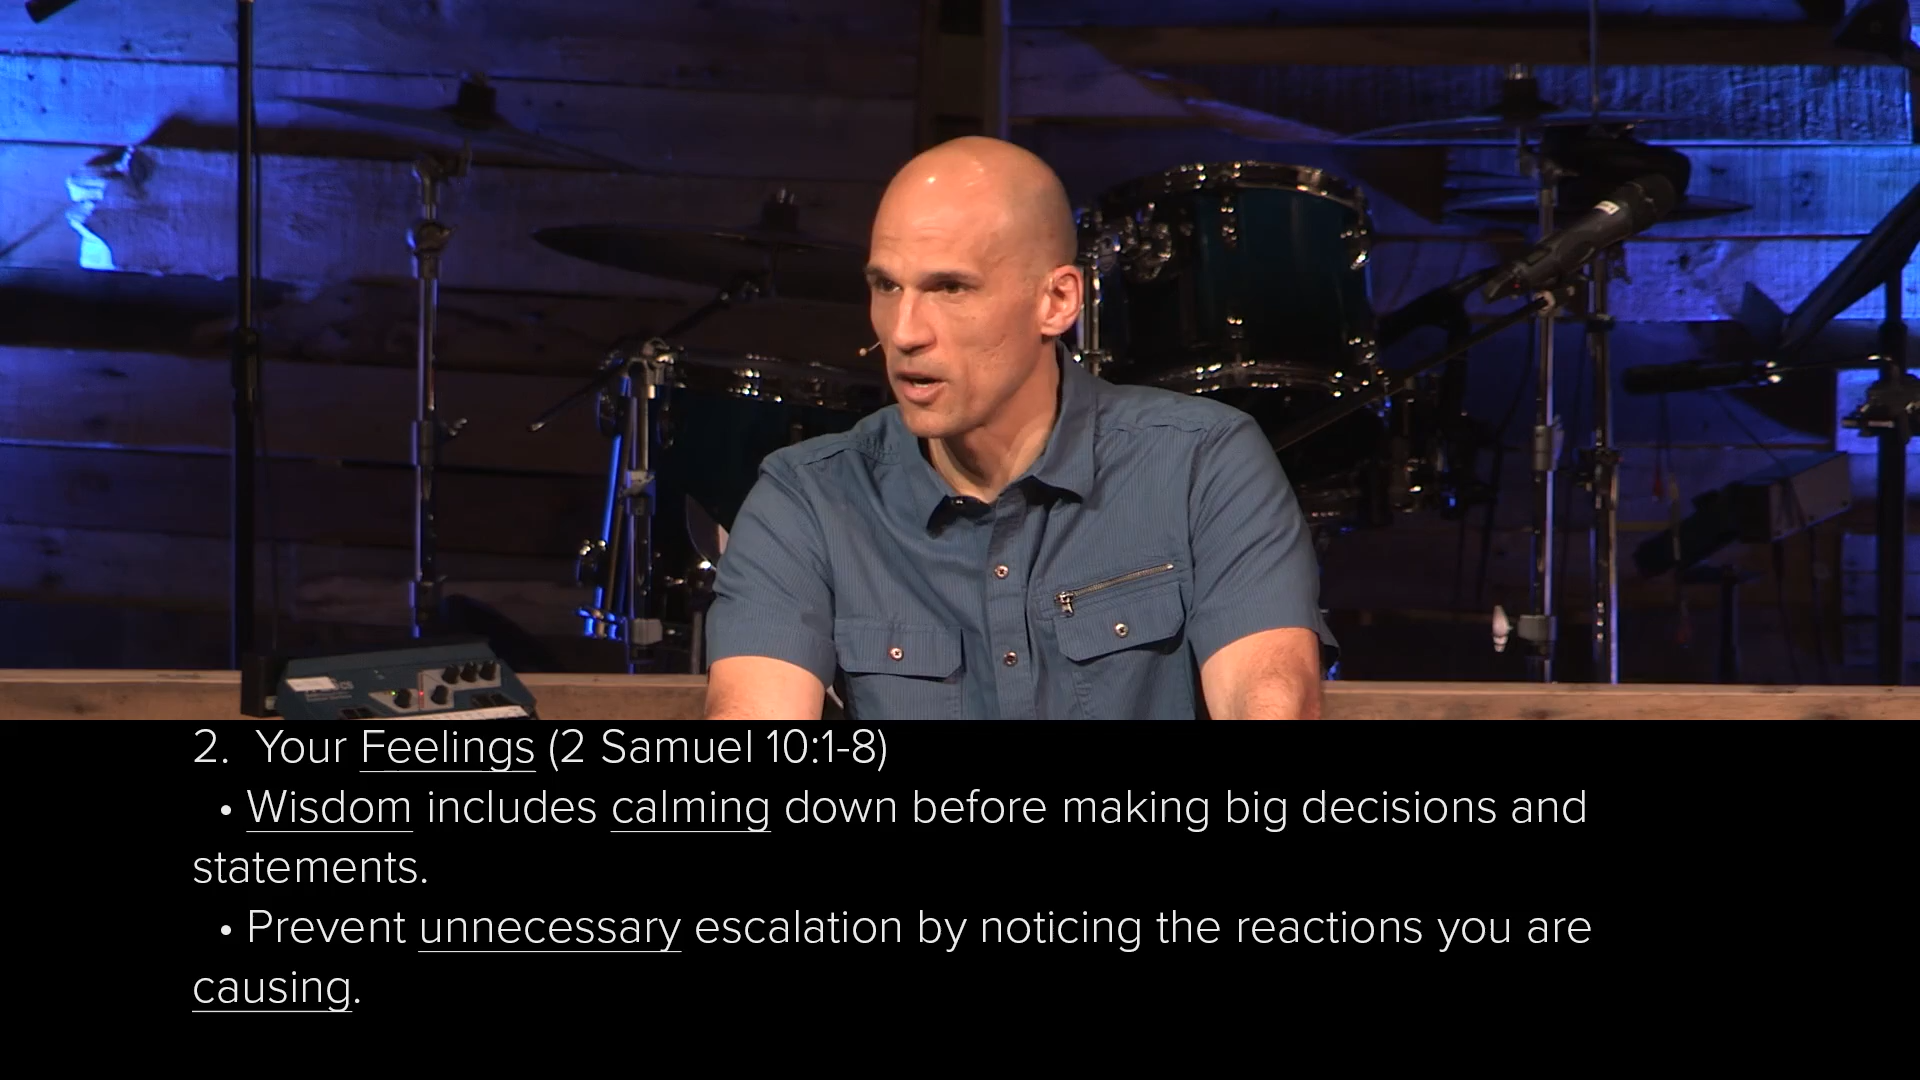 2. Your Feelings (2 Samuel 10:1-8)
• Wisdom includes calming down before making big decisions and
statements.
• Prevent unnecessary escalation by noticing the reactions you are
causing.